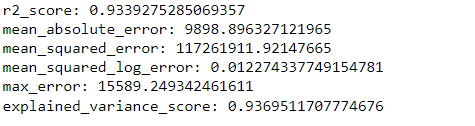 r2_score: 0.9339275285069357
mean_absolute_error: 9898.896327121965
mean_squared_error: 117261911.92147665
mean_squared_log_error: 0.012274337749154781
max_error: 15589.249342461611
explained_variance_score: 0.9369511707774676